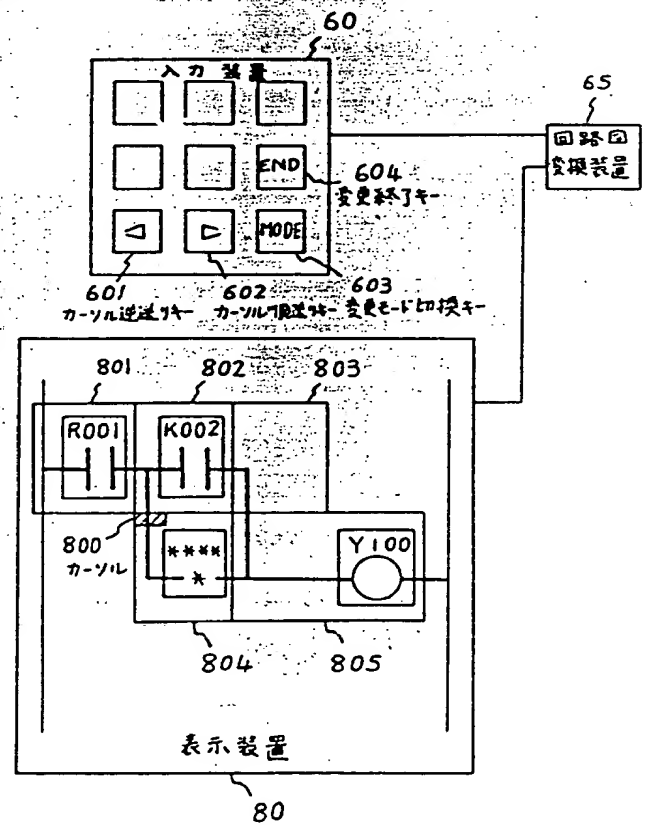 60
入力装置
65
回路図
変換装置
END
604
変更終了キー
MODE
601
602
603
カーソル逆送りキー
カーソル順送りキー
変更モード切換キー
801
802
803
R001
K002
800
カーソル
****
*
Y100
804
805
表示装置
80